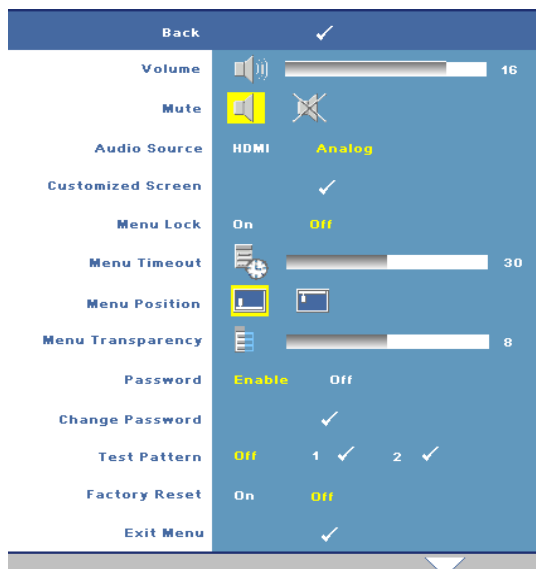 Back
Volume 16
Mute
Audio Source HDMI Analog
Customized Screen
Menu Lock On Off
Menu Timeout 30
Menu Position
Menu Transparency 8
Password Enable Off
Change Password
Test Pattern Off 1 2
Factory Reset On Off
Exit Menu